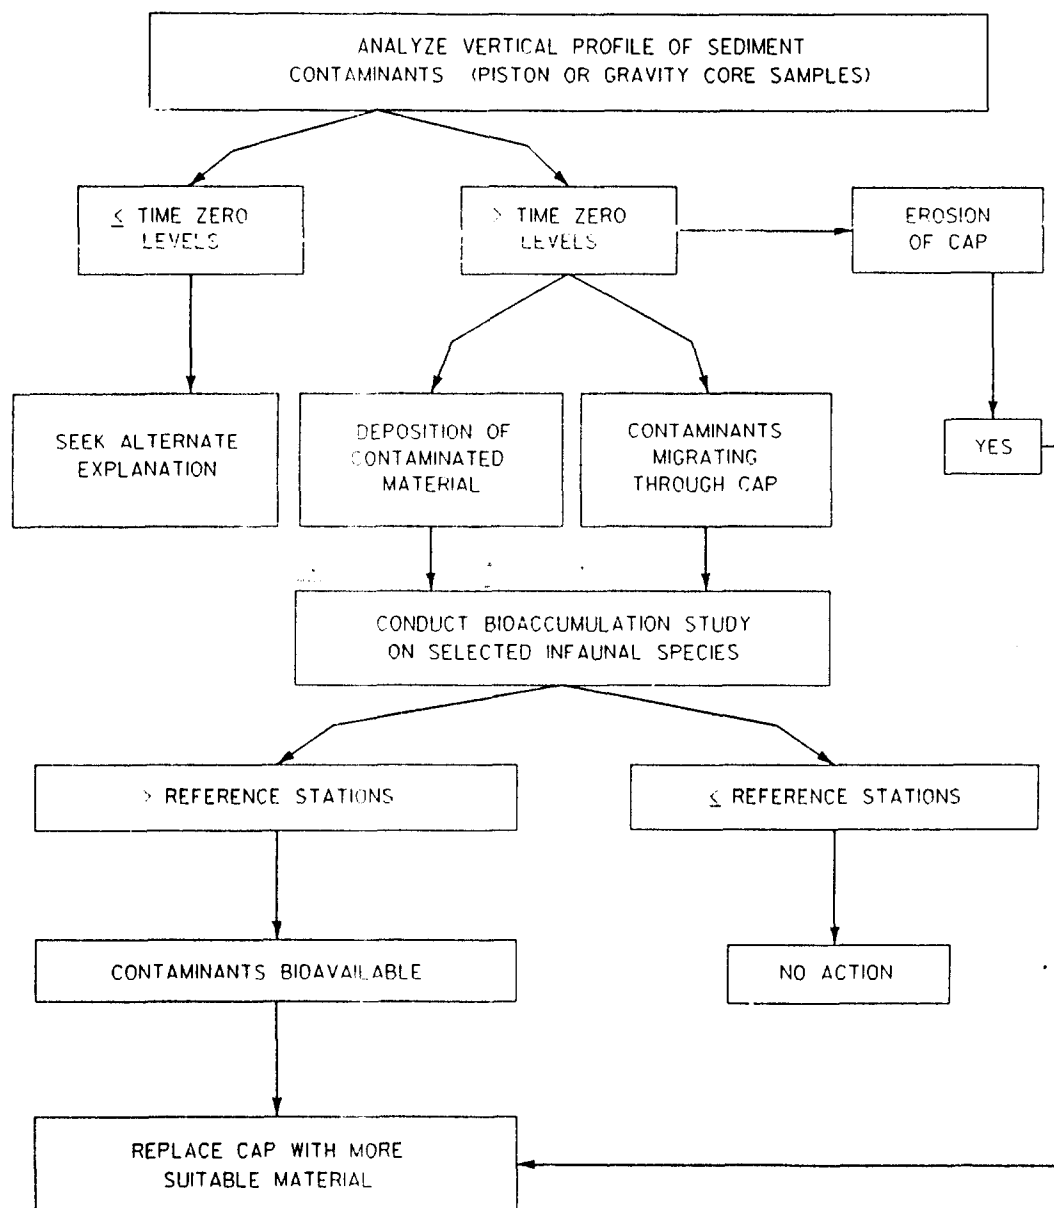 ANALYZE VERTICAL PROFILE OF SEDIMENT
CONTAMINANTS (PISTON OR GRAVITY CORE SAMPLES)
≤ TIME ZERO
LEVELS
> TIME ZERO
LEVELS
EROSION
OF CAP
SEEK ALTERNATE
EXPLANATION
DEPOSITION OF
CONTAMINATED
MATERIAL
CONTAMINANTS
MIGRATING
THROUGH CAP
YES
CONDUCT BIOACCUMULATION STUDY
ON SELECTED INFAUNAL SPECIES
> REFERENCE STATIONS
≤ REFERENCE STATIONS
CONTAMINANTS BIOAVAILABLE
NO ACTION
REPLACE CAP WITH MORE
SUITABLE MATERIAL